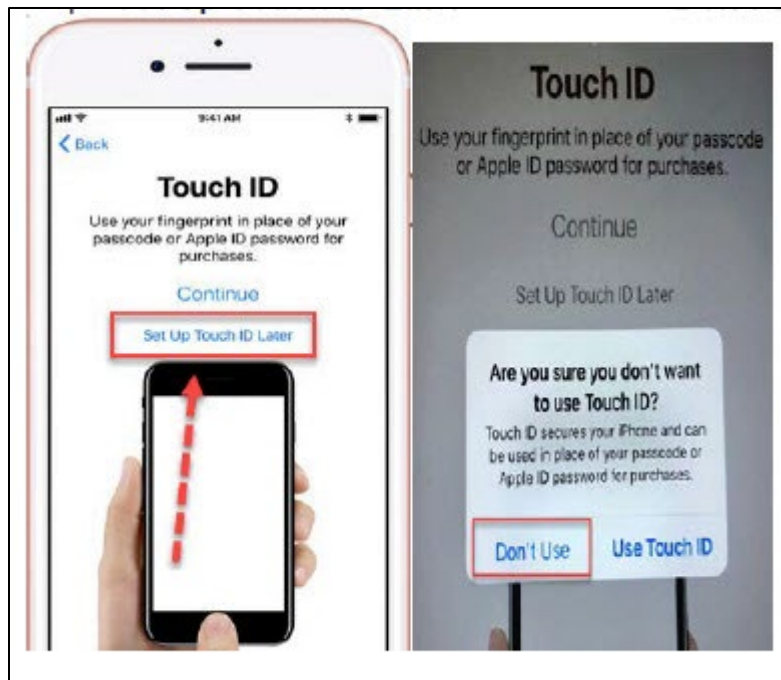 9:41 AM
Back
Touch ID
Use your fingerprint in place of your
passcode or Apple ID password for
purchases.
Continue
Set Up Touch ID Later
Touch ID
Use your fingerprint in place of your passcode
or Apple ID password for purchases.
Continue
Set Up Touch ID Later
Are you sure you don't want
to use Touch ID?
Touch ID secures your iPhone and can
be used in place of your passcode or
Apple ID password for purchases.
Don't Use
Use Touch ID